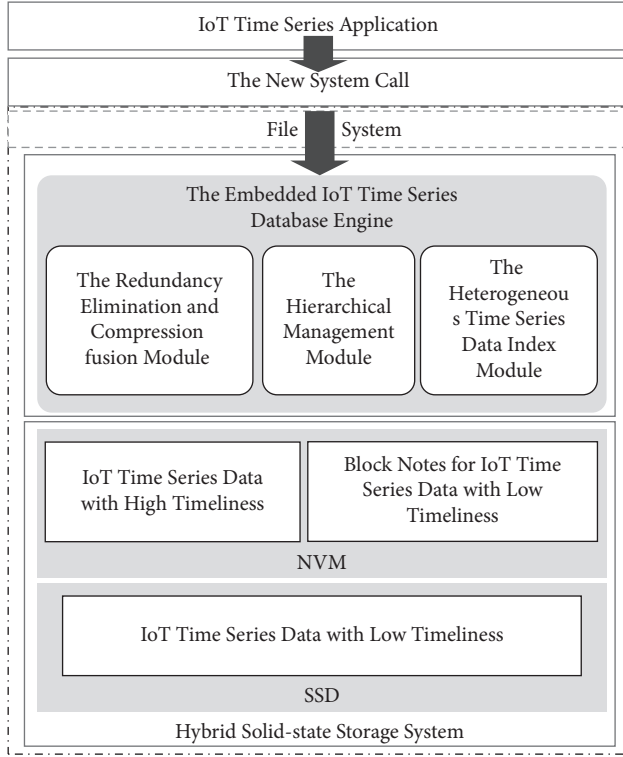 IoT Time Series Application
The New System Call
File System
The Embedded IoT Time Series
Database Engine
The Redundancy
Elimination and
Compression
fusion Module
The
Hierarchical
Management
Module
The
Heterogeneou
s Time Series
Data Index
Module
IoT Time Series Data
with High Timeliness
Block Notes for IoT Time
Series Data with Low
Timeliness
NVM
IoT Time Series Data with Low Timeliness
SSD
Hybrid Solid-state Storage System